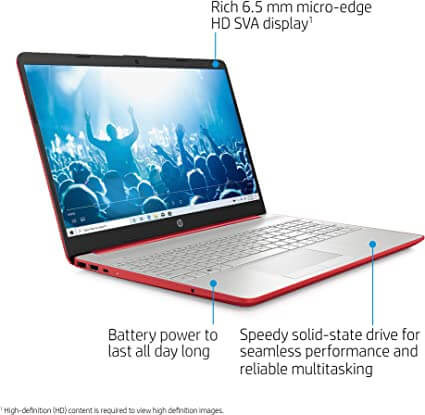 Rich 6.5 mm micro-edge
HD SVA display¹
hp
Battery power to
last all day long
Speedy solid-state drive for
seamless performance and
reliable multitasking
¹ High-definition (HD) content is required to view high definition images.